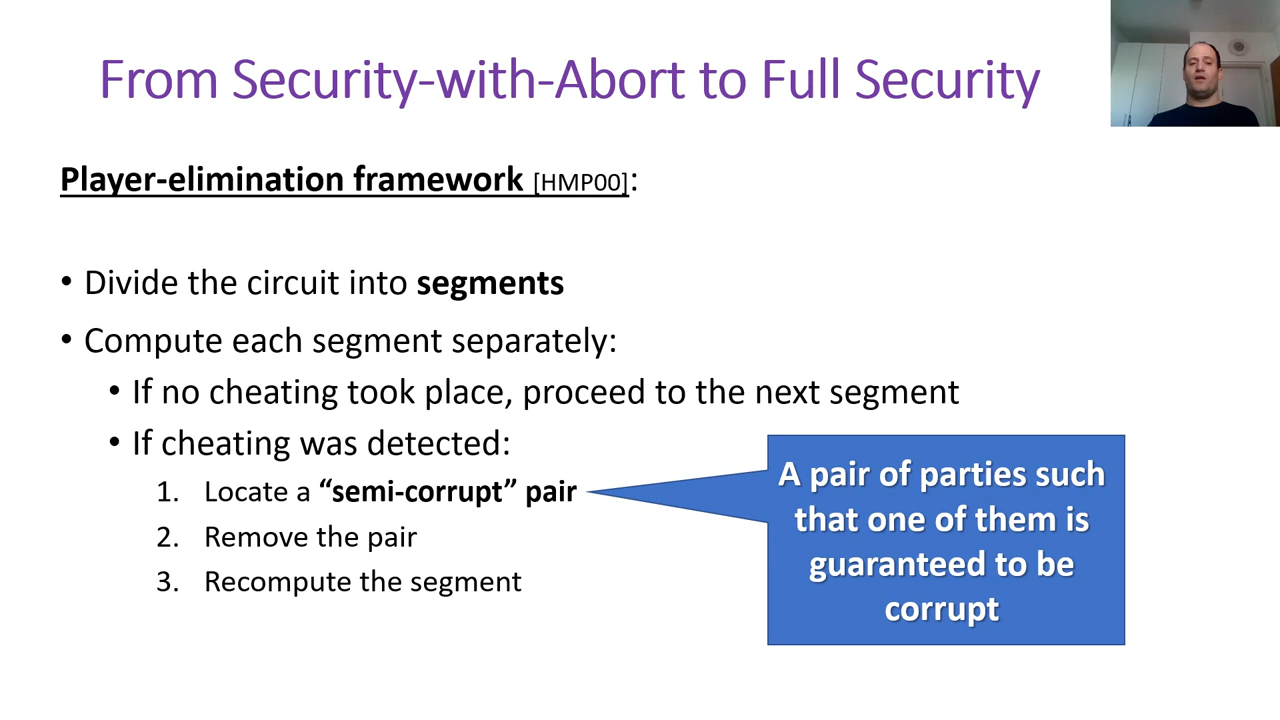 From Security-with-Abort to Full Security
Player-elimination framework [HMP00]:
• Divide the circuit into segments
• Compute each segment separately:
• If no cheating took place, proceed to the next segment
• If cheating was detected:
1. Locate a “semi-corrupt” pair
2. Remove the pair
3. Recompute the segment
A pair of parties such
that one of them is
guaranteed to be
corrupt